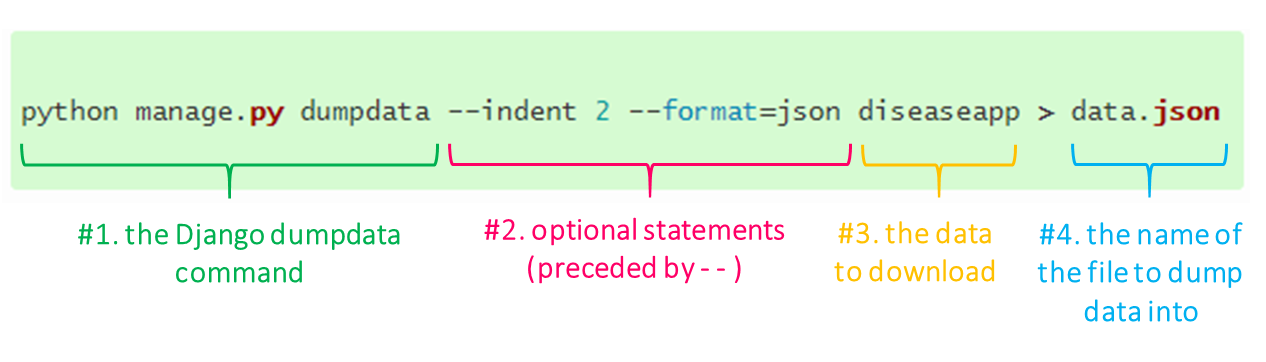 python manage.py dumpdata --indent 2 --format=json diseaseapp > data.json
#1. the Django dumpdata
command
#2. optional statements
(preceded by - - )
#3. the data
to download
#4. the name of
the file to dump
data into